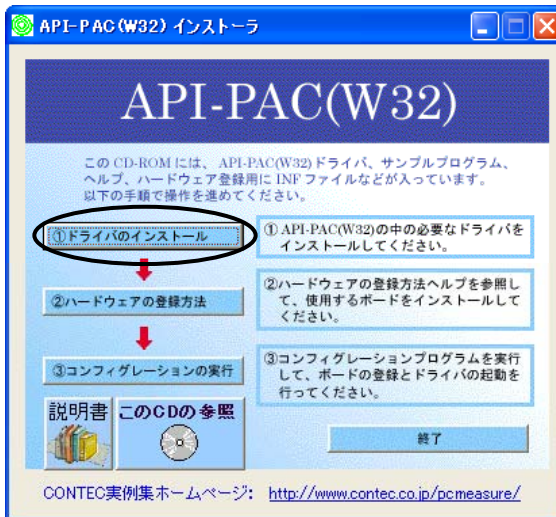 API-PAC(W32) インストーラ
API-PAC(W32)
この CD-ROM には、 API-PAC(W32)ドライバ、サンプルプログラム、
ヘルプ、ハードウェア登録用に INF ファイルなどが入っています。
以下の手順で操作を進めてください。
①ドライバのインストール
①API-PAC(W32)の中の必要なドライバを
インストールしてください。
②ハードウェアの登録方法
②ハードウェアの登録方法ヘルプを参照し
て、使用するボードをインストールして
ください。
③コンフィグレーションの実行
③コンフィグレーションプログラムを実行
して、ボードの登録とドライバの起動を
行ってください。
説明書
このCDの参照
終了
CONTEC実例集ホームページ: http://www.contec.co.jp/pcmeasure/